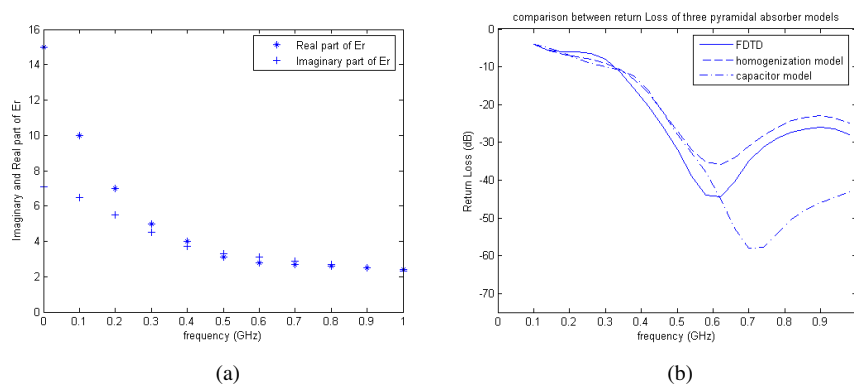 16
14
12
10
8
6
4
2
0
Imaginary and Real part of Er
Real part of Er
Imaginary part of Er
0 0.1 0.2 0.3 0.4 0.5 0.6 0.7 0.8 0.9 1
frequency (GHz)
(a)
comparison between return Loss of three pyramidal absorber models
0
-10
-20
-30
-40
-50
-60
-70
Return Loss (dB)
FDTD
homogenization model
capacitor model
0 0.1 0.2 0.3 0.4 0.5 0.6 0.7 0.8 0.9
frequency (GHz)
(b)